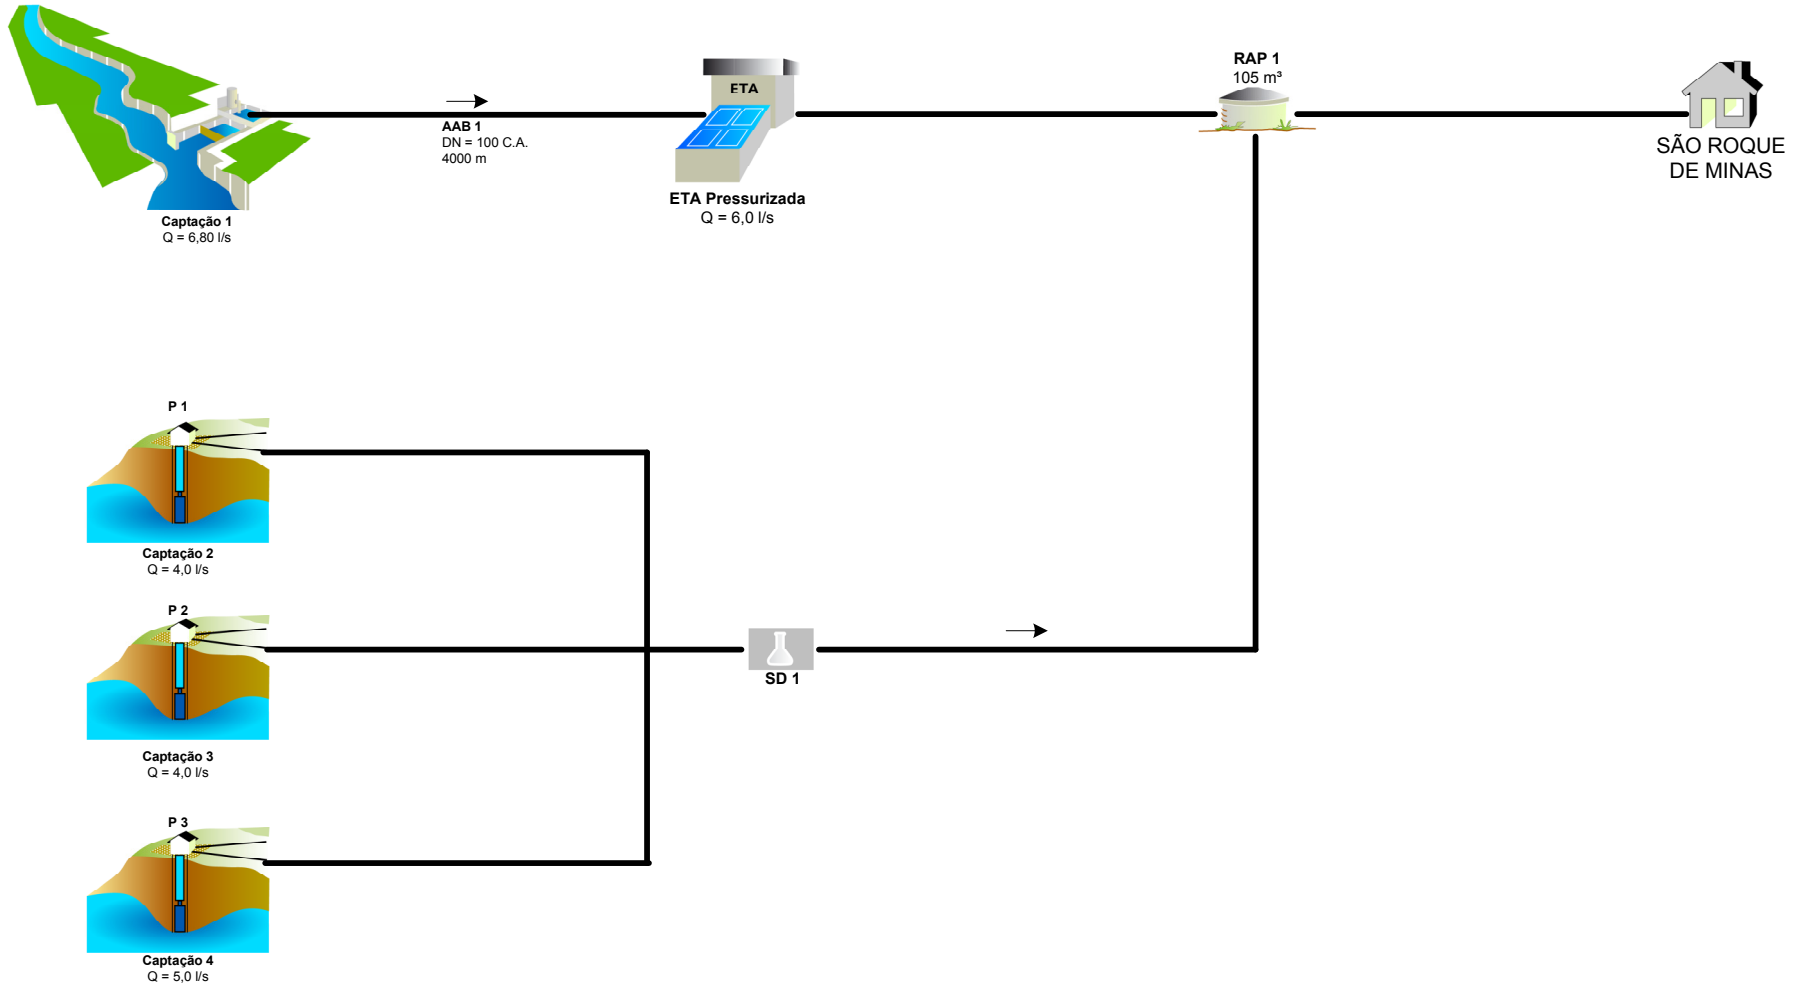 RAP 1
105 m³
ETA
AAB 1
DN = 100 C.A.
4000 m
SÃO ROQUE
DE MINAS
ETA Pressurizada
Q = 6,0 l/s
Captação 1
Q = 6,80 l/s
P 1
Captação 2
Q = 4,0 l/s
P 2
SD 1
Captação 3
Q = 4,0 l/s
P 3
Captação 4
Q = 5,0 l/s